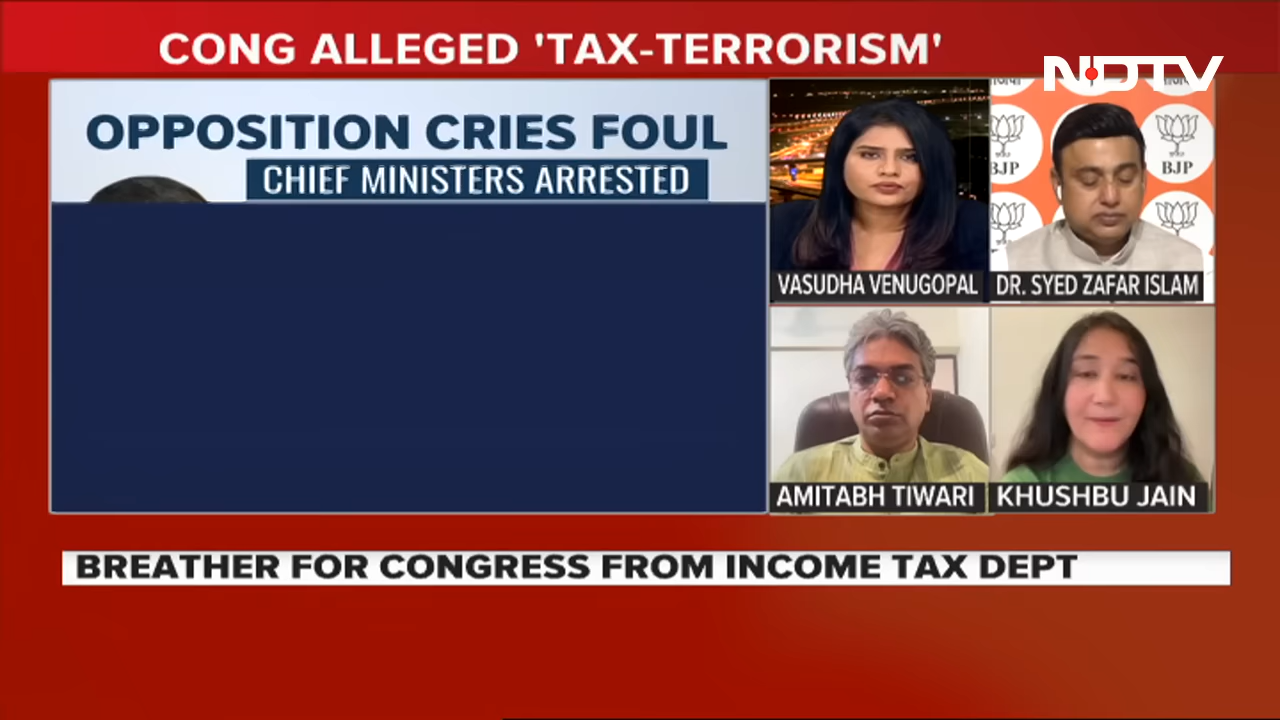 CONG ALLEGED 'TAX-TERRORISM'
NDTV
OPPOSITION CRIES FOUL
CHIEF MINISTERS ARRESTED
BJP
BJP
VASUDHA VENUGOPAL
DR. SYED ZAFAR ISLAM
AMITABH TIWARI
KHUSHBU JAIN
BREATHER FOR CONGRESS FROM INCOME TAX DEPT